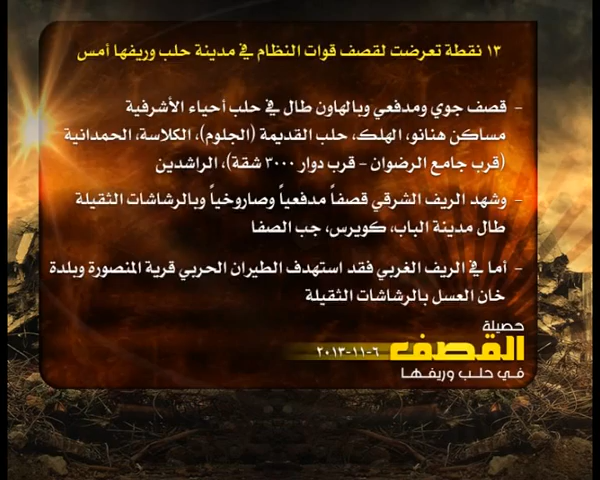 ١٣ نقطة تعرضت لقصف قوات النظام في مدينة حلب وريفها أمس
- قصف جوي ومدفعي وبالهاون طال في حلب أحياء الأشرفية
مساكن هنانو، الهلك، حلب القديمة (الجلوم)، الكلاسة، الحمدانية
(قرب جامع الرضوان - قرب دوار ٣٠٠٠ شقة)، الراشدين
- وشهد الريف الشرقي قصفاً مدفعياً وصاروخياً وبالرشاشات الثقيلة
طال مدينة الباب، كويرس، جب الصفا
- أما في الريف الغربي فقد استهدف الطيران الحربي قرية المنصورة وبلدة
خان العسل بالرشاشات الثقيلة
حصيلة
القصف ٦-١١-٢٠١٣
في حلب وريفها